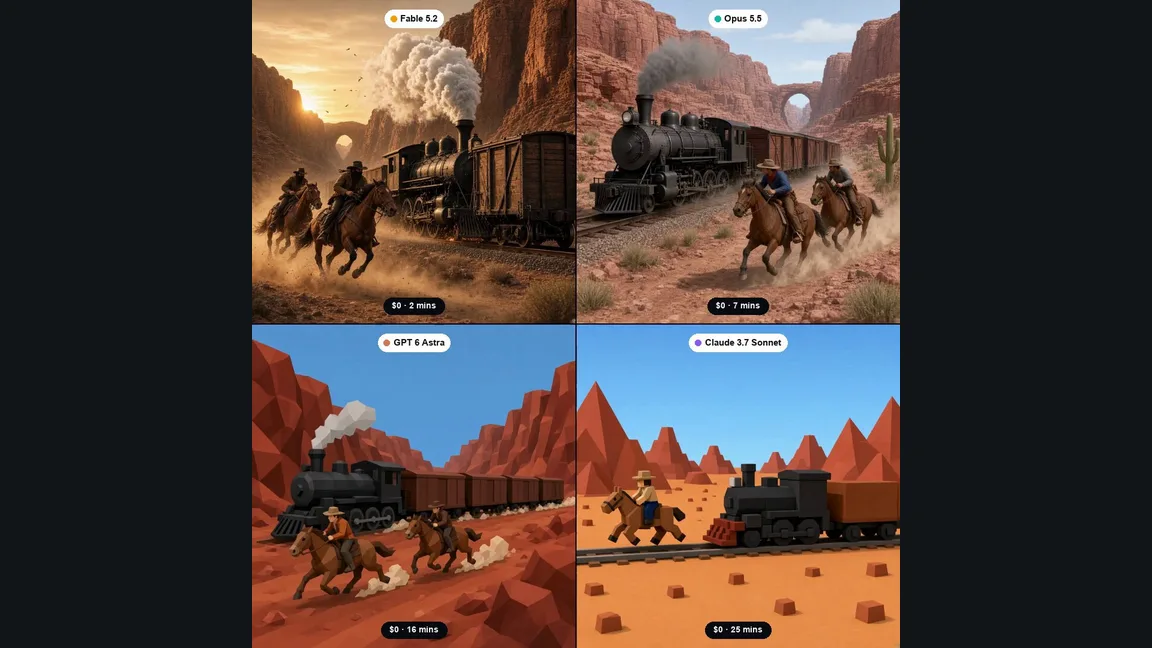 Fable 5.2
Opus 5.5
$0 · 2 mins
$0 · 7 mins
GPT 6 Astra
Claude 3.7 Sonnet
$0 · 16 mins
$0 · 25 mins